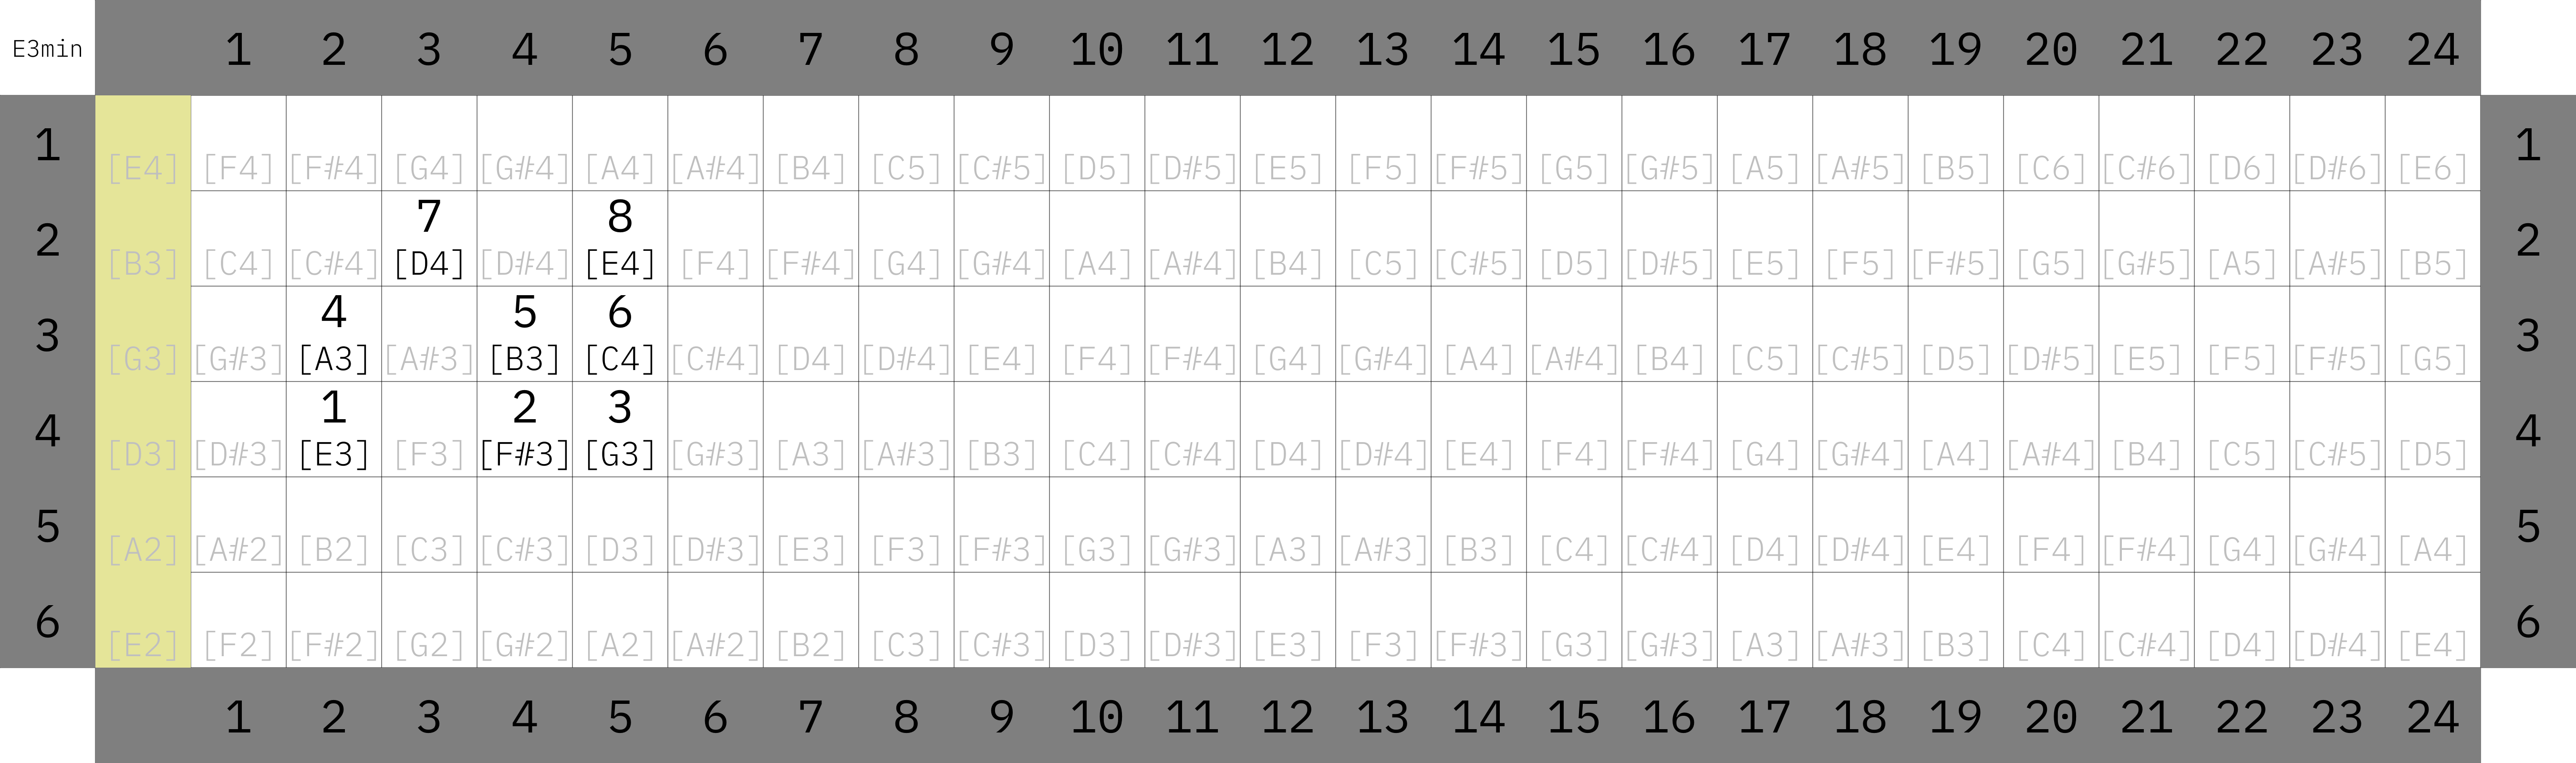 E3min 1 2 3 4 5 6 7 8 9 10 11 12 13 14 15 16 17 18 19 20 21 22 23 24
1 [E4] [F4] [F#4] [G4] [G#4] [A4] [A#4] [B4] [C5] [C#5] [D5] [D#5] [E5] [F5] [F#5] [G5] [G#5] [A5] [A#5] [B5] [C6] [C#6] [D6] [D#6] [E6] 1
7 8
2 [B3] [C4] [C#4] [D4] [D#4] [E4] [F4] [F#4] [G4] [G#4] [A4] [A#4] [B4] [C5] [C#5] [D5] [D#5] [E5] [F5] [F#5] [G5] [G#5] [A5] [A#5] [B5] 2
4 5 6
3 [G3] [G#3] [A3] [A#3] [B3] [C4] [C#4] [D4] [D#4] [E4] [F4] [F#4] [G4] [G#4] [A4] [A#4] [B4] [C5] [C#5] [D5] [D#5] [E5] [F5] [F#5] [G5] 3
1 2 3
4 [D3] [D#3] [E3] [F3] [F#3] [G3] [G#3] [A3] [A#3] [B3] [C4] [C#4] [D4] [D#4] [E4] [F4] [F#4] [G4] [G#4] [A4] [A#4] [B4] [C5] [C#5] [D5] 4
5 [A2] [A#2] [B2] [C3] [C#3] [D3] [D#3] [E3] [F3] [F#3] [G3] [G#3] [A3] [A#3] [B3] [C4] [C#4] [D4] [D#4] [E4] [F4] [F#4] [G4] [G#4] [A4] 5
6 [E2] [F2] [F#2] [G2] [G#2] [A2] [A#2] [B2] [C3] [C#3] [D3] [D#3] [E3] [F3] [F#3] [G3] [G#3] [A3] [A#3] [B3] [C4] [C#4] [D4] [D#4] [E4] 6
1 2 3 4 5 6 7 8 9 10 11 12 13 14 15 16 17 18 19 20 21 22 23 24